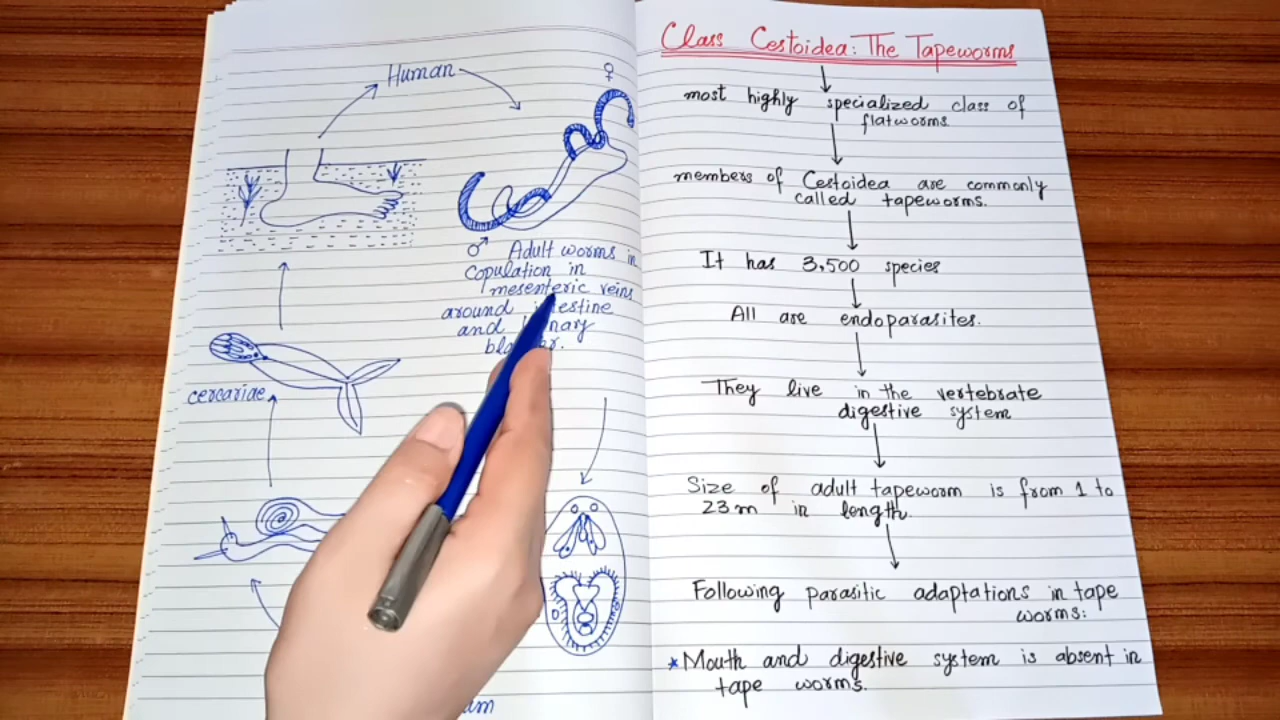 Human
♀
♂ Adult worms in
copulation in
mesenteric veins
around
and
cercariae
Class Cestoidea: The Tapeworms
most highly specialized class of
flatworms
members of Cestoidea are commonly
called tapeworms.
It has 3,500 species
All are endoparasites.
They live in the vertebrate
digestive system
Size of adult tapeworm is from 1 to
23m in length.
Following parasitic adaptations in tape
worms:
★Mouth and digestive system is absent in
tape worms.